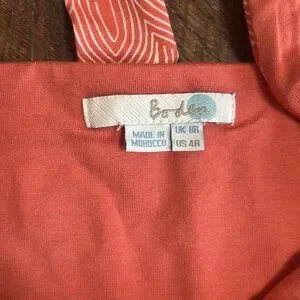 Boden
MADE IN
MOROCCO
UK 8R
US 4R